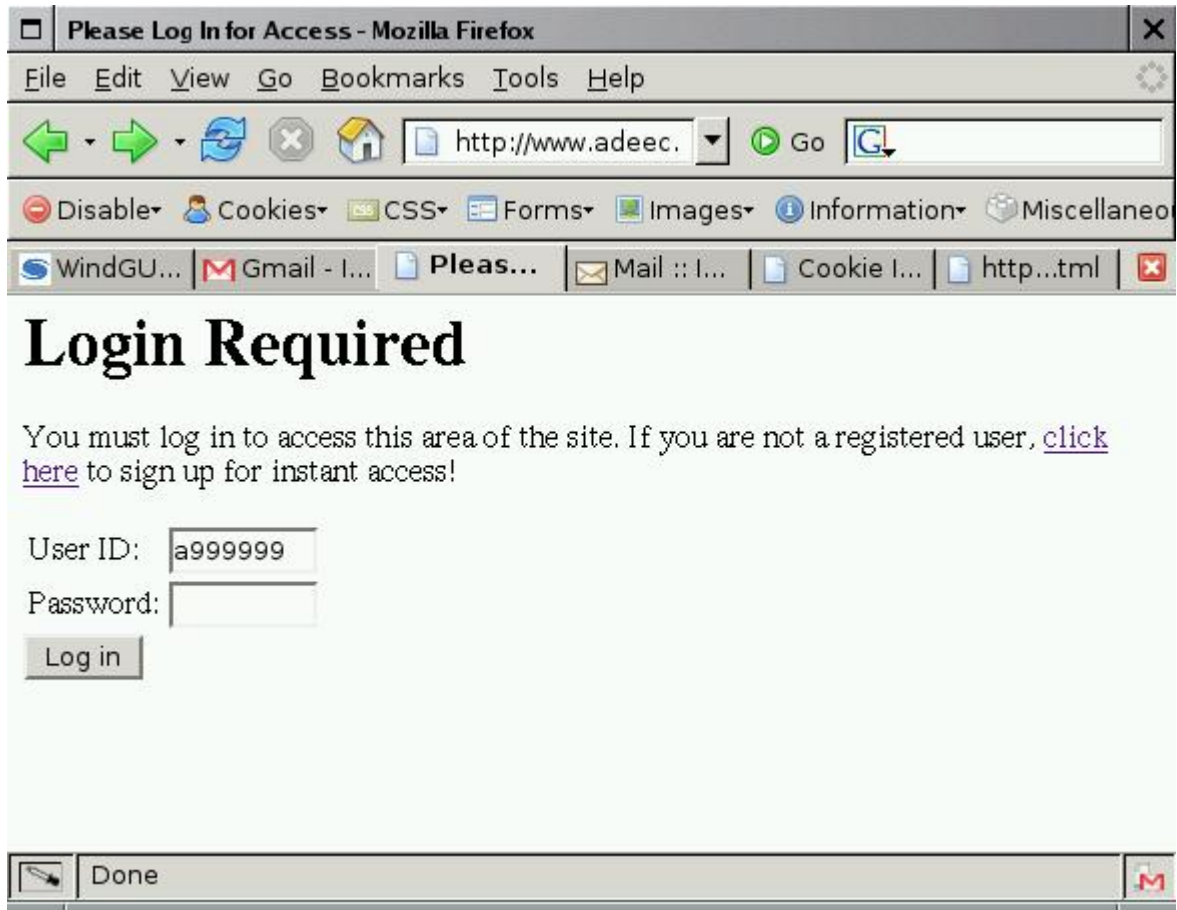 Please Log In for Access - Mozilla Firefox
File Edit View Go Bookmarks Tools Help
http://www.adeec. Go G
Disable Cookies CSS Forms Images Information Miscellaneo
WindGU... Gmail - I... Pleas... Mail :: I... Cookie I... http...tml
Login Required
You must log in to access this area of the site. If you are not a registered user, click
here to sign up for instant access!
User ID: a999999
Password:
Log in
Done